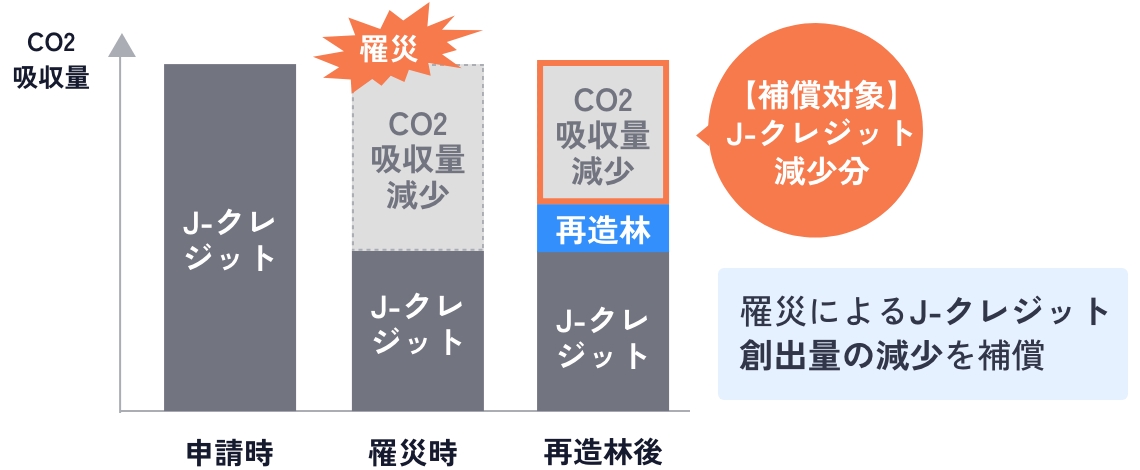 CO2
吸収量
J-クレ
ジット
罹災
CO2
吸収量
減少
J-クレ
ジット
CO2
吸収量
減少
再造林
J-クレ
ジット
【補償対象】
J-クレジット
減少分
罹災によるJ-クレジット
創出量の減少を補償
申請時
罹災時
再造林後